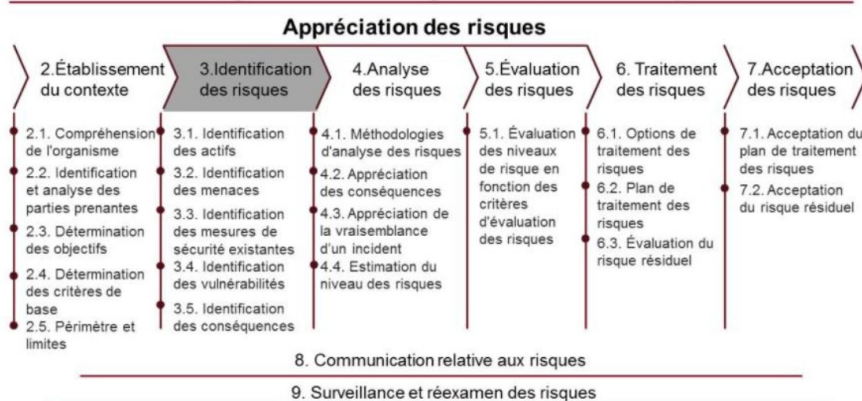 Appréciation des risques
2.Établissement
du contexte
3.Identification
des risques
4.Analyse
des risques
5.Évaluation
des risques
6. Traitement
des risques
7.Acceptation
des risques
2.1. Compréhension
de l'organisme
2.2. Identification
et analyse des
parties prenantes
2.3. Détermination
des objectifs
2.4. Détermination
des critères de
base
2.5. Périmètre et
limites
3.1. Identification
des actifs
3.2. Identification
des menaces
3.3. Identification
des mesures de
sécurité existantes
3.4. Identification
des vulnérabilités
3.5. Identification
des conséquences
4.1. Méthodologies
d'analyse des risques
4.2. Appréciation
des conséquences
4.3. Appréciation de
la vraisemblance
d'un incident
4.4. Estimation du
niveau des risques
5.1. Évaluation
des niveaux
de risque en
fonction des
critères
d'évaluation
des risques
6.1. Options de
traitement des
risques
6.2. Plan de
traitement des
risques
6.3. Évaluation du
risque résiduel
7.1. Acceptation du
plan de traitement
des risques
7.2. Acceptation
du risque résiduel
8. Communication relative aux risques
9. Surveillance et réexamen des risques